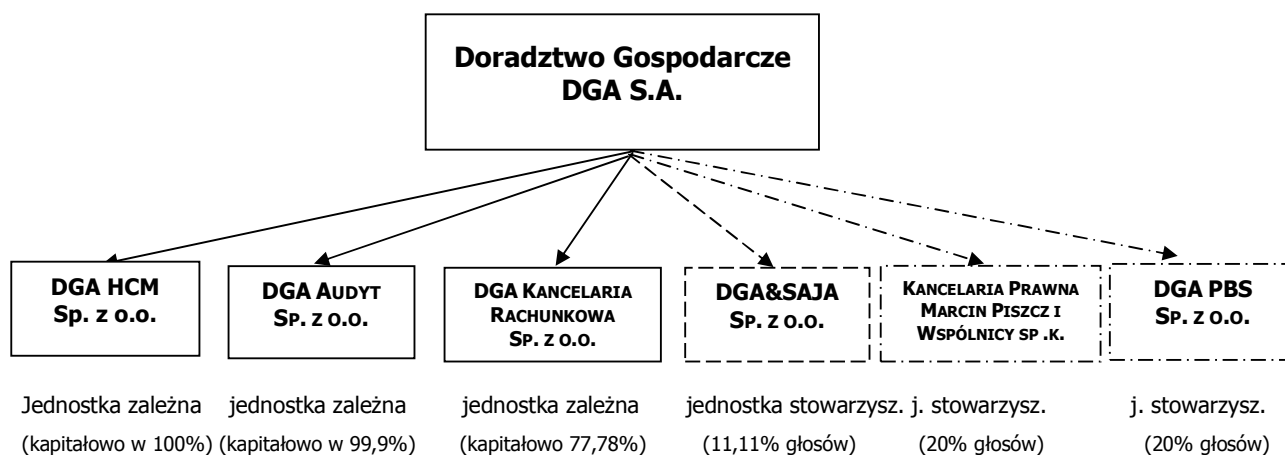 Doradztwo Gospodarcze
DGA S.A.
DGA HCM
Sp. z o.o.
DGA AUDYT
SP. Z O.O.
DGA KANCELARIA
RACHUNKOWA
SP. Z O.O.
DGA&SAJA
SP. Z O.O.
KANCELARIA PRAWNA
MARCIN PISZCZ I
WSPÓLNICY SP .K.
DGA PBS
SP. Z O.O.
Jednostka zależna
(kapitałowo w 100%)
jednostka zależna
(kapitałowo w 99,9%)
jednostka zależna
(kapitałowo 77,78%)
jednostka stowarzysz.
(11,11% głosów)
j. stowarzysz.
(20% głosów)
j. stowarzysz.
(20% głosów)